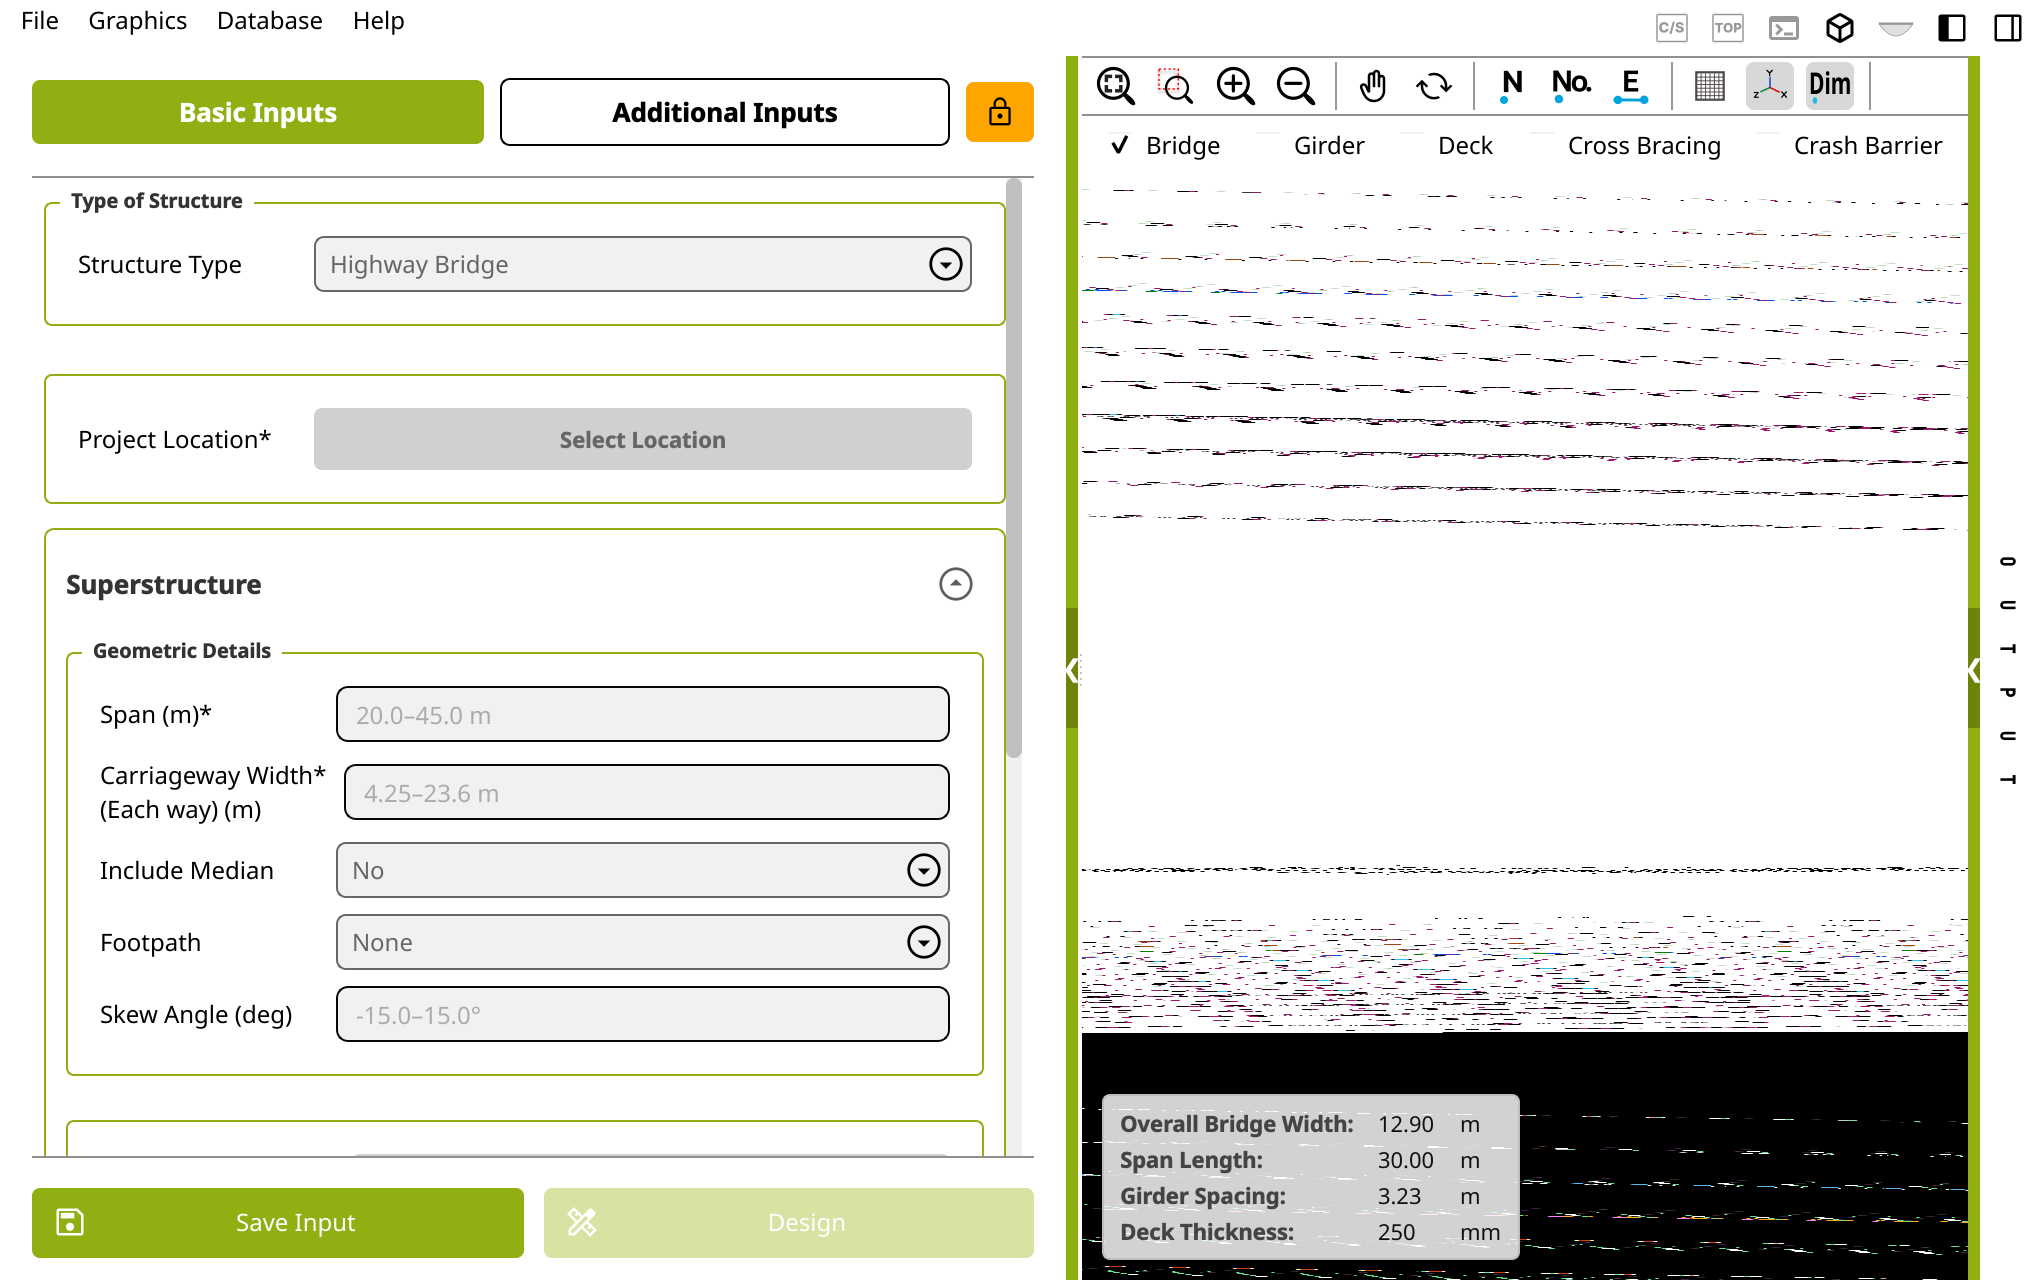 File Graphics Database Help
C/S TOP
Basic Inputs
Additional Inputs
N No. E Y Z X Dim
Bridge Girder Deck Cross Bracing Crash Barrier
Type of Structure
Structure Type
Highway Bridge
Project Location*
Select Location
Superstructure
Geometric Details
Span (m)*
20.0–45.0 m
Carriageway Width*
(Each way) (m)
4.25–23.6 m
Include Median
No
Footpath
None
Skew Angle (deg)
-15.0–15.0°
Save Input
Design
Overall Bridge Width: 12.90 m
Span Length: 30.00 m
Girder Spacing: 3.23 m
Deck Thickness: 250 mm
OUTPUT